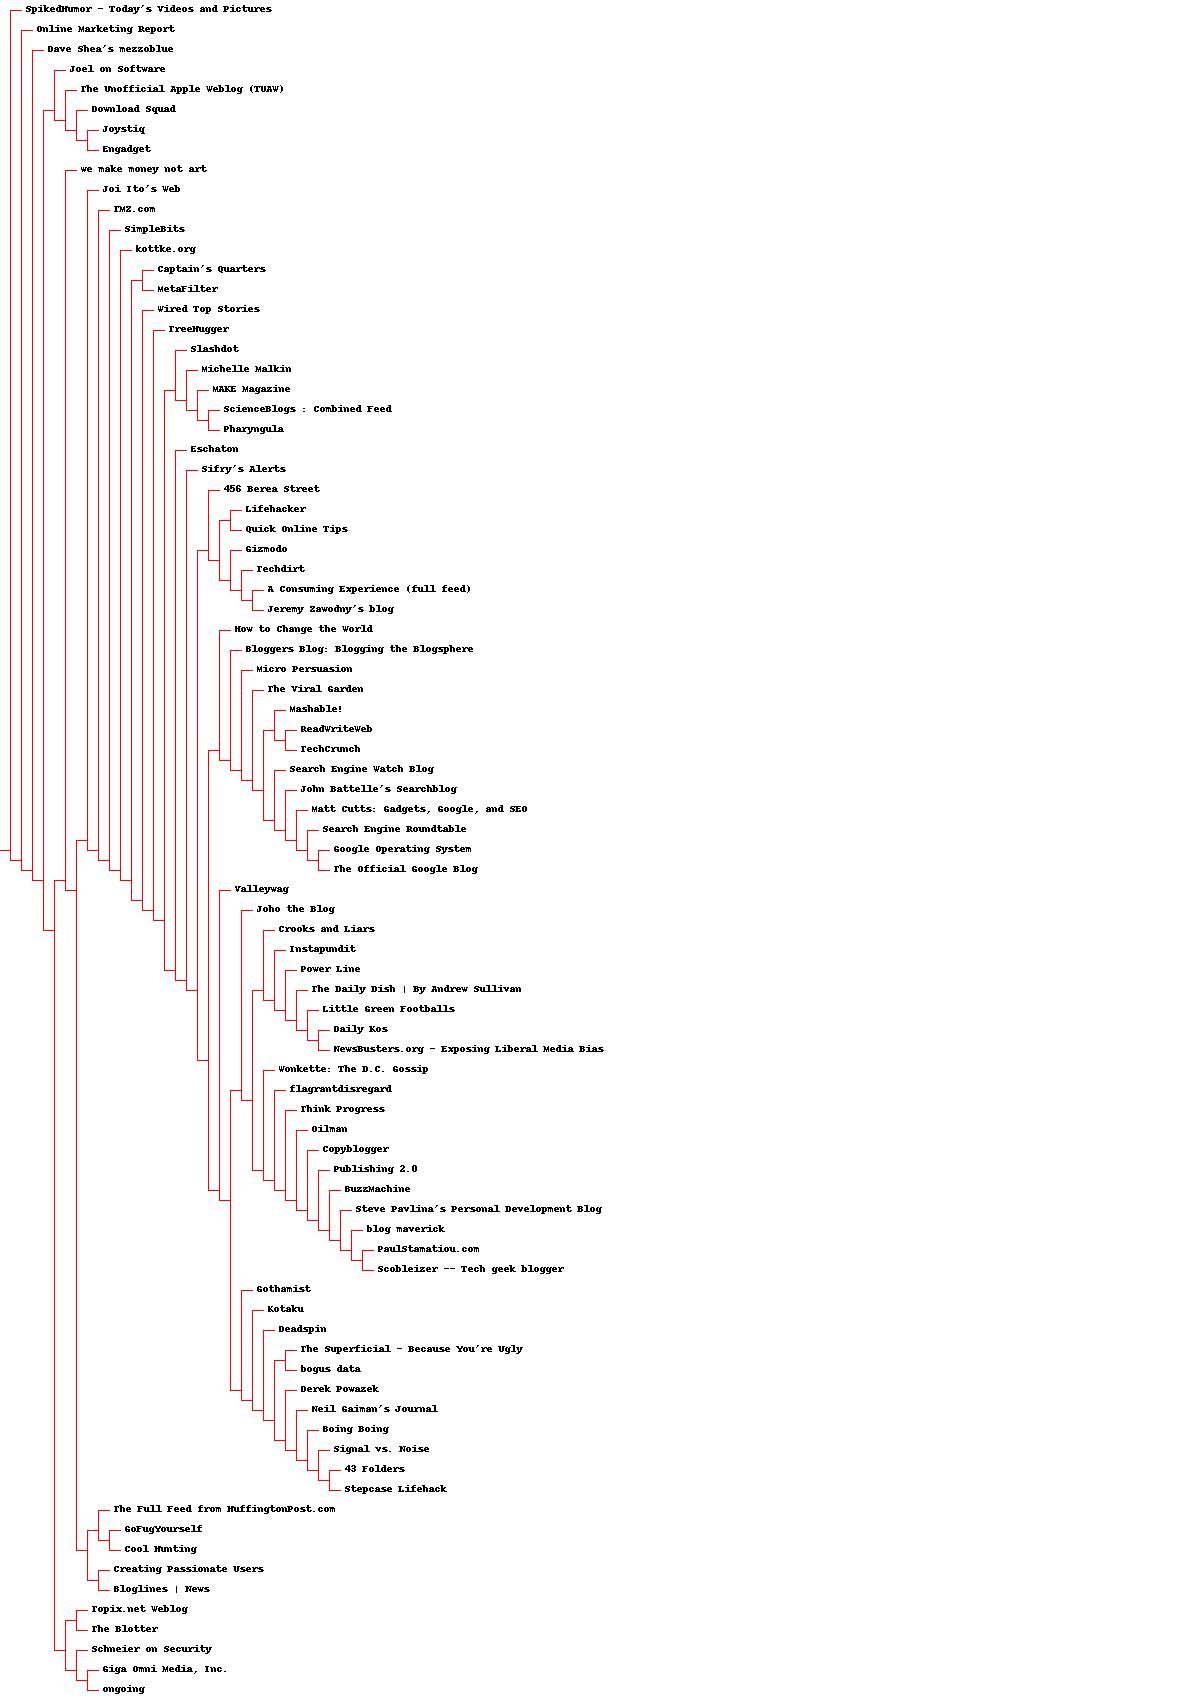 SpikedHumor - Today's Videos and Pictures
Online Marketing Report
Dave Shea's mezzoblue
Joel on Software
The Unofficial Apple Weblog (TUAW)
Download Squad
Joystiq
Engadget
we make money not art
Joi Ito's Web
TMZ.com
SimpleBits
kottke.org
Captain's Quarters
MetaFilter
Wired Top Stories
TreeHugger
Slashdot
Michelle Malkin
MAKE Magazine
ScienceBlogs : Combined Feed
Pharyngula
Eschaton
Sifry's Alerts
456 Berea Street
Lifehacker
Quick Online Tips
Gizmodo
Techdirt
A Consuming Experience (full feed)
Jeremy Zawodny's blog
How to Change the World
Bloggers Blog: Blogging the Blogsphere
Micro Persuasion
The Viral Garden
Mashable!
ReadWriteWeb
TechCrunch
Search Engine Watch Blog
John Battelle's Searchblog
Matt Cutts: Gadgets, Google, and SEO
Search Engine Roundtable
Google Operating System
The Official Google Blog
Valleywag
Joho the Blog
Crooks and Liars
Instapundit
Power Line
The Daily Dish | By Andrew Sullivan
Little Green Footballs
Daily Kos
NewsBusters.org - Exposing Liberal Media Bias
Wonkette: The D.C. Gossip
flagrantdisregard
Think Progress
Oilman
Copyblogger
Publishing 2.0
BuzzMachine
Steve Pavlina's Personal Development Blog
blog maverick
PaulStamatiou.com
Scobleizer -- Tech geek blogger
Gothamist
Kotaku
Deadspin
The Superficial - Because You're Ugly
bogus data
Derek Powazek
Neil Gaiman's Journal
Boing Boing
Signal vs. Noise
43 Folders
Stepcase Lifehack
The Full Feed from HuffingtonPost.com
GoFugYourself
Cool Hunting
Creating Passionate Users
Bloglines | News
Topix.net Weblog
The Blotter
Schneier on Security
Giga Omni Media, Inc.
ongoing